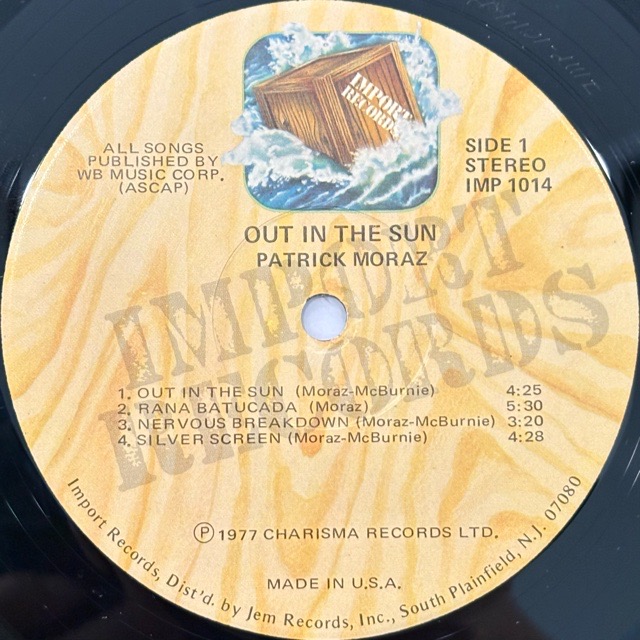 IMPORT
RECORDS
ALL SONGS
PUBLISHED BY
WB MUSIC CORP.
(ASCAP)
SIDE 1
STEREO
IMP 1014
OUT IN THE SUN
PATRICK MORAZ
IMPORT
RECORDS
1. OUT IN THE SUN (Moraz-McBurnie) 4:25
2. RANA BATUCADA (Moraz) 5:30
3. NERVOUS BREAKDOWN (Moraz-McBurnie) 3:20
4. SILVER SCREEN (Moraz-McBurnie) 4:28
Ⓟ 1977 CHARISMA RECORDS LTD.
MADE IN U.S.A.
Import Records, Dist'd. by Jem Records, Inc., South Plainfield, N.J. 07080